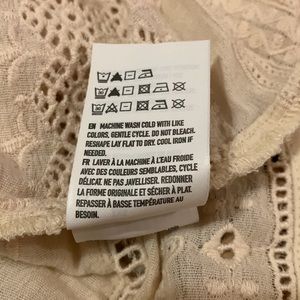 EN MACHINE WASH COLD WITH LIKE
COLORS, GENTLE CYCLE. DO NOT BLEACH.
RESHAPE LAY FLAT TO DRY. COOL IRON IF
NEEDED.
FR LAVER À LA MACHINE À L'EAU FROIDE
AVEC DES COULEURS SEMBLABLES, CYCLE
DÉLICAT. NE PAS JAVELLISER. REDONNER
LA FORME ORIGINALE ET SÉCHER À PLAT.
REPASSER À BASSE TEMPÉRATURE AU
BESOIN.